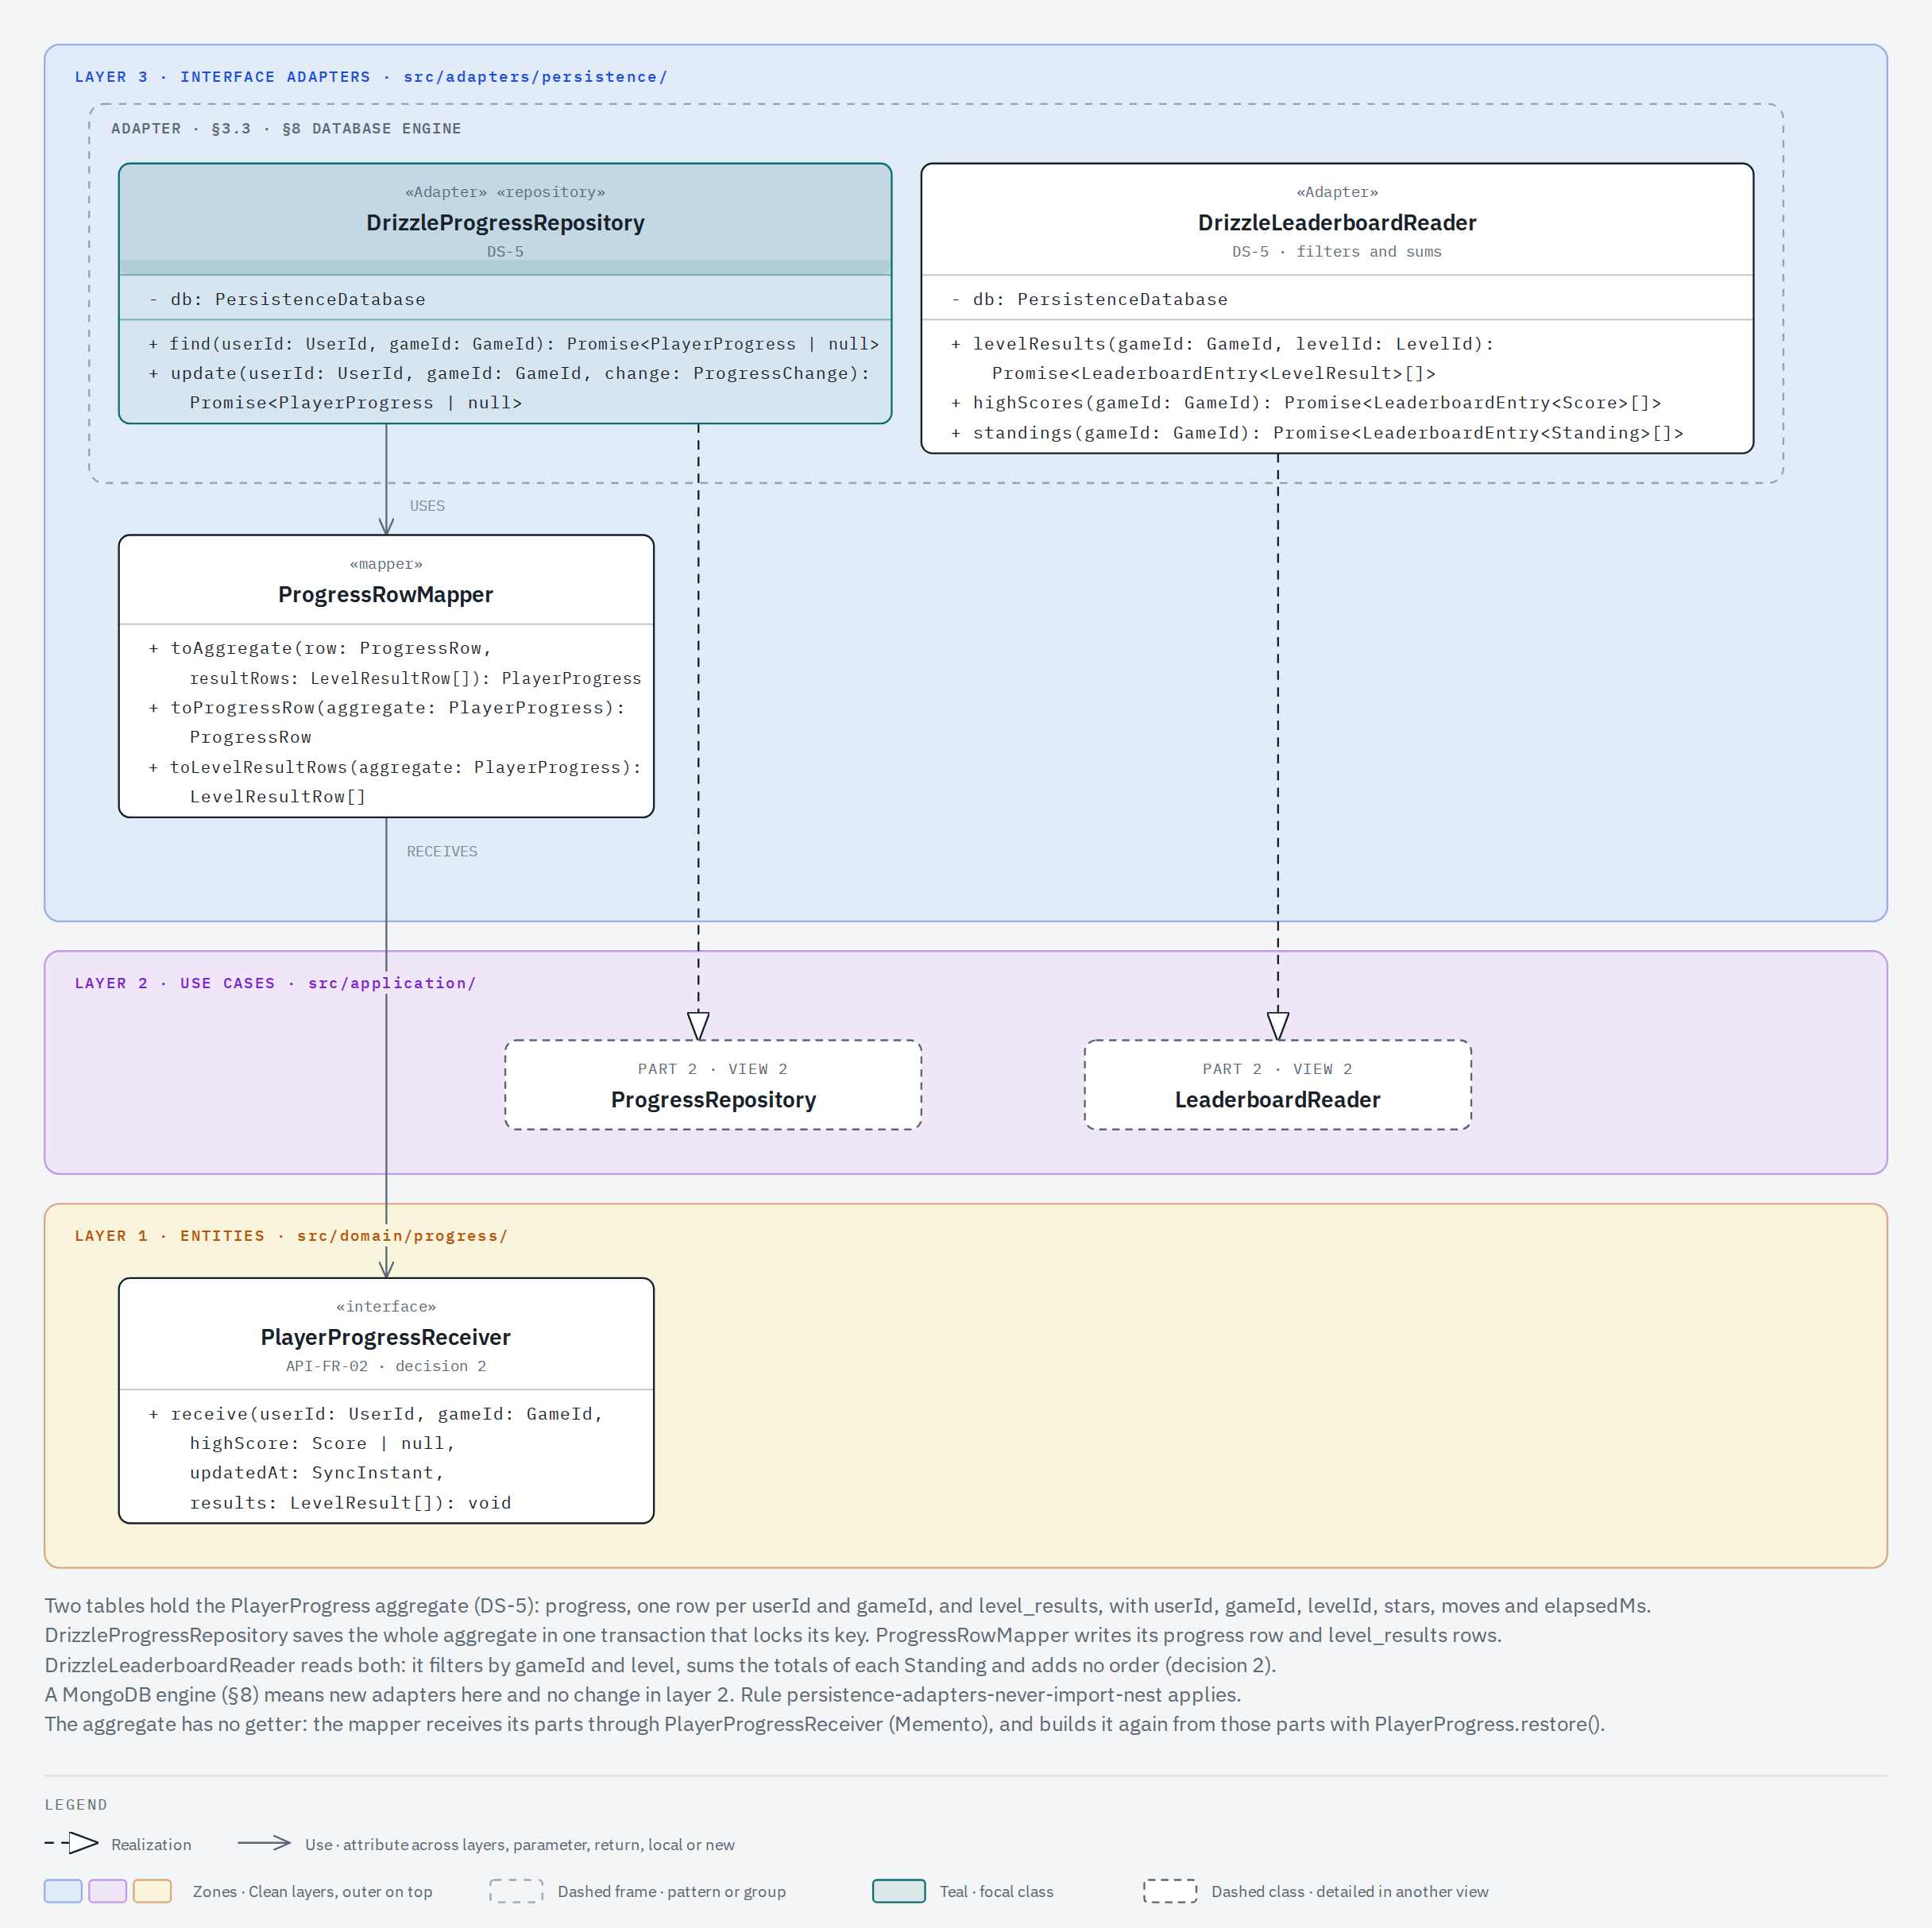 LAYER 3 · INTERFACE ADAPTERS · src/adapters/persistence/
ADAPTER · §3.3 · §8 DATABASE ENGINE
«Adapter» «repository»
DrizzleProgressRepository
DS-5
- db: PersistenceDatabase
+ find(userId: UserId, gameId: GameId): Promise<PlayerProgress | null>
+ update(userId: UserId, gameId: GameId, change: ProgressChange):
Promise<PlayerProgress | null>
«Adapter»
DrizzleLeaderboardReader
DS-5 · filters and sums
- db: PersistenceDatabase
+ levelResults(gameId: GameId, levelId: LevelId):
Promise<LeaderboardEntry<LevelResult>[]>
+ highScores(gameId: GameId): Promise<LeaderboardEntry<Score>[]>
+ standings(gameId: GameId): Promise<LeaderboardEntry<Standing>[]>
USES
«mapper»
ProgressRowMapper
+ toAggregate(row: ProgressRow,
resultRows: LevelResultRow[]): PlayerProgress
+ toProgressRow(aggregate: PlayerProgress):
ProgressRow
+ toLevelResultRows(aggregate: PlayerProgress):
LevelResultRow[]
RECEIVES
LAYER 2 · USE CASES · src/application/
PART 2 · VIEW 2
ProgressRepository
PART 2 · VIEW 2
LeaderboardReader
LAYER 1 · ENTITIES · src/domain/progress/
«interface»
PlayerProgressReceiver
API-FR-02 · decision 2
+ receive(userId: UserId, gameId: GameId,
highScore: Score | null,
updatedAt: SyncInstant,
results: LevelResult[]): void
Two tables hold the PlayerProgress aggregate (DS-5): progress, one row per userId and gameId, and level_results, with userId, gameId, levelId, stars, moves and elapsedMs.
DrizzleProgressRepository saves the whole aggregate in one transaction that locks its key. ProgressRowMapper writes its progress row and level_results rows.
DrizzleLeaderboardReader reads both: it filters by gameId and level, sums the totals of each Standing and adds no order (decision 2).
A MongoDB engine (§8) means new adapters here and no change in layer 2. Rule persistence-adapters-never-import-nest applies.
The aggregate has no getter: the mapper receives its parts through PlayerProgressReceiver (Memento), and builds it again from those parts with PlayerProgress.restore().
LEGEND
Realization
Use · attribute across layers, parameter, return, local or new
Zones · Clean layers, outer on top
Dashed frame · pattern or group
Teal · focal class
Dashed class · detailed in another view